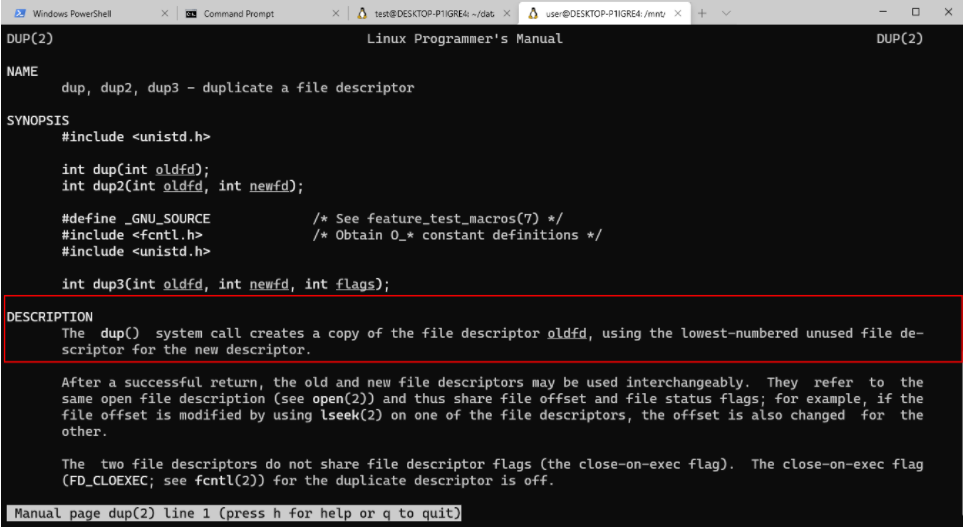 Windows PowerShell
Command Prompt
test@DESKTOP-P1IGRE4: ~/dat
user@DESKTOP-P1IGRE4: /mnt/
DUP(2) Linux Programmer's Manual DUP(2)
NAME
dup, dup2, dup3 - duplicate a file descriptor
SYNOPSIS
#include <unistd.h>
int dup(int oldfd);
int dup2(int oldfd, int newfd);
#define _GNU_SOURCE /* See feature_test_macros(7) */
#include <fcntl.h> /* Obtain O_* constant definitions */
#include <unistd.h>
int dup3(int oldfd, int newfd, int flags);
DESCRIPTION
The dup() system call creates a copy of the file descriptor oldfd, using the lowest-numbered unused file de-
scriptor for the new descriptor.
After a successful return, the old and new file descriptors may be used interchangeably. They refer to the
same open file description (see open(2)) and thus share file offset and file status flags; for example, if the
file offset is modified by using lseek(2) on one of the file descriptors, the offset is also changed for the
other.
The two file descriptors do not share file descriptor flags (the close-on-exec flag). The close-on-exec flag
(FD_CLOEXEC; see fcntl(2)) for the duplicate descriptor is off.
Manual page dup(2) line 1 (press h for help or q to quit)